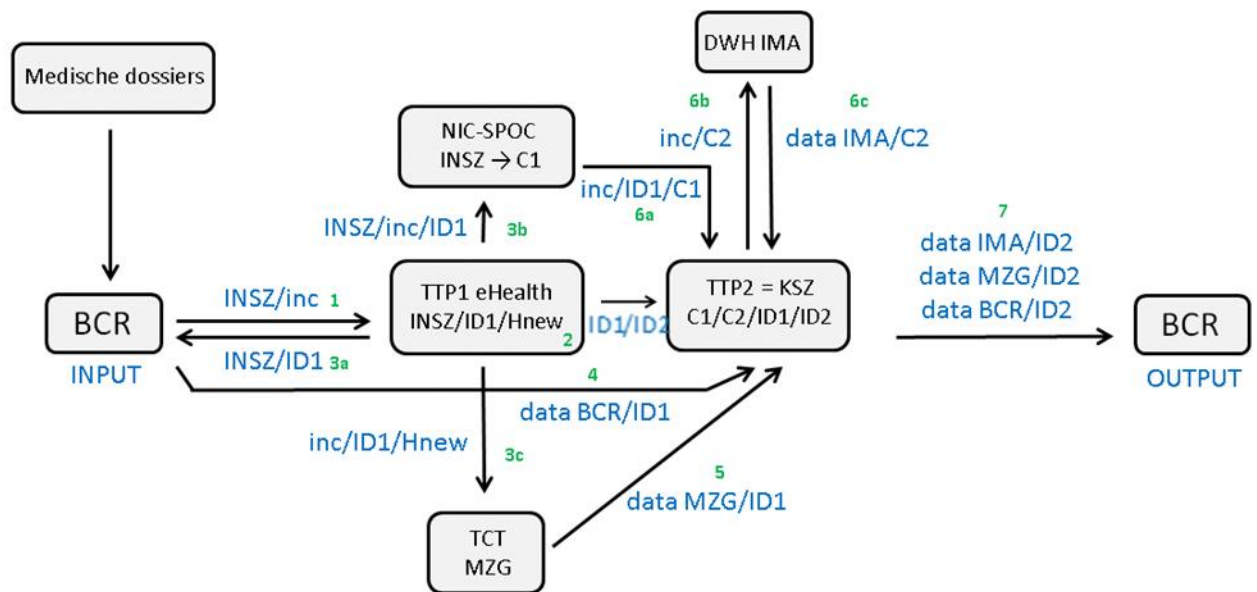 Medische dossiers
DWH IMA
NIC-SPOC
INSZ → C1
6b
6c
inc/C2
data IMA/C2
inc/ID1/C1
6a
INSZ/inc/ID1
3b
7
data IMA/ID2
data MZG/ID2
data BCR/ID2
BCR
INPUT
INSZ/inc
1
INSZ/ID1
3a
TTP1 eHealth
INSZ/ID1/Hnew
2
ID1/ID2
TTP2 = KSZ
C1/C2/ID1/ID2
BCR
OUTPUT
4
data BCR/ID1
inc/ID1/Hnew
3c
5
data MZG/ID1
TCT
MZG